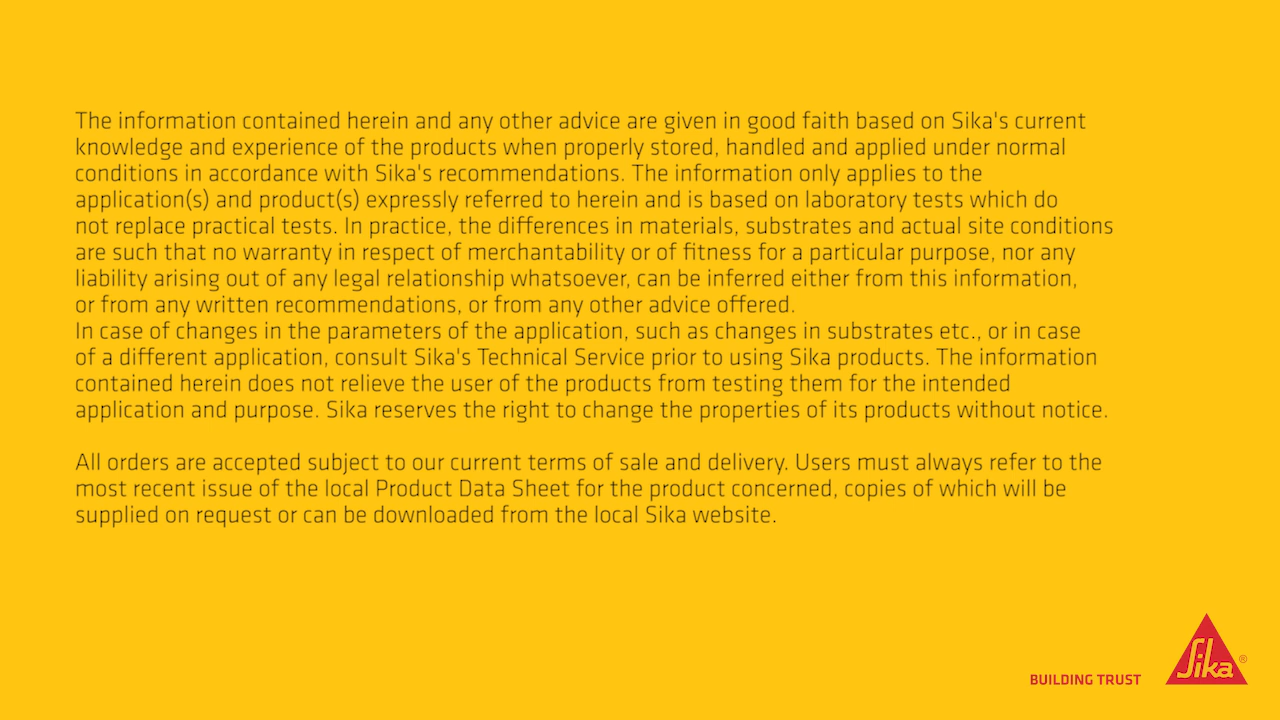 The information contained herein and any other advice are given in good faith based on Sika's current
knowledge and experience of the products when properly stored, handled and applied under normal
conditions in accordance with Sika's recommendations. The information only applies to the
application(s) and product(s) expressly referred to herein and is based on laboratory tests which do
not replace practical tests. In practice, the differences in materials, substrates and actual site conditions
are such that no warranty in respect of merchantability or of fitness for a particular purpose, nor any
liability arising out of any legal relationship whatsoever, can be inferred either from this information,
or from any written recommendations, or from any other advice offered.
In case of changes in the parameters of the application, such as changes in substrates etc., or in case
of a different application, consult Sika's Technical Service prior to using Sika products. The information
contained herein does not relieve the user of the products from testing them for the intended
application and purpose. Sika reserves the right to change the properties of its products without notice.
All orders are accepted subject to our current terms of sale and delivery. Users must always refer to the
most recent issue of the local Product Data Sheet for the product concerned, copies of which will be
supplied on request or can be downloaded from the local Sika website.
BUILDING TRUST
Sika®